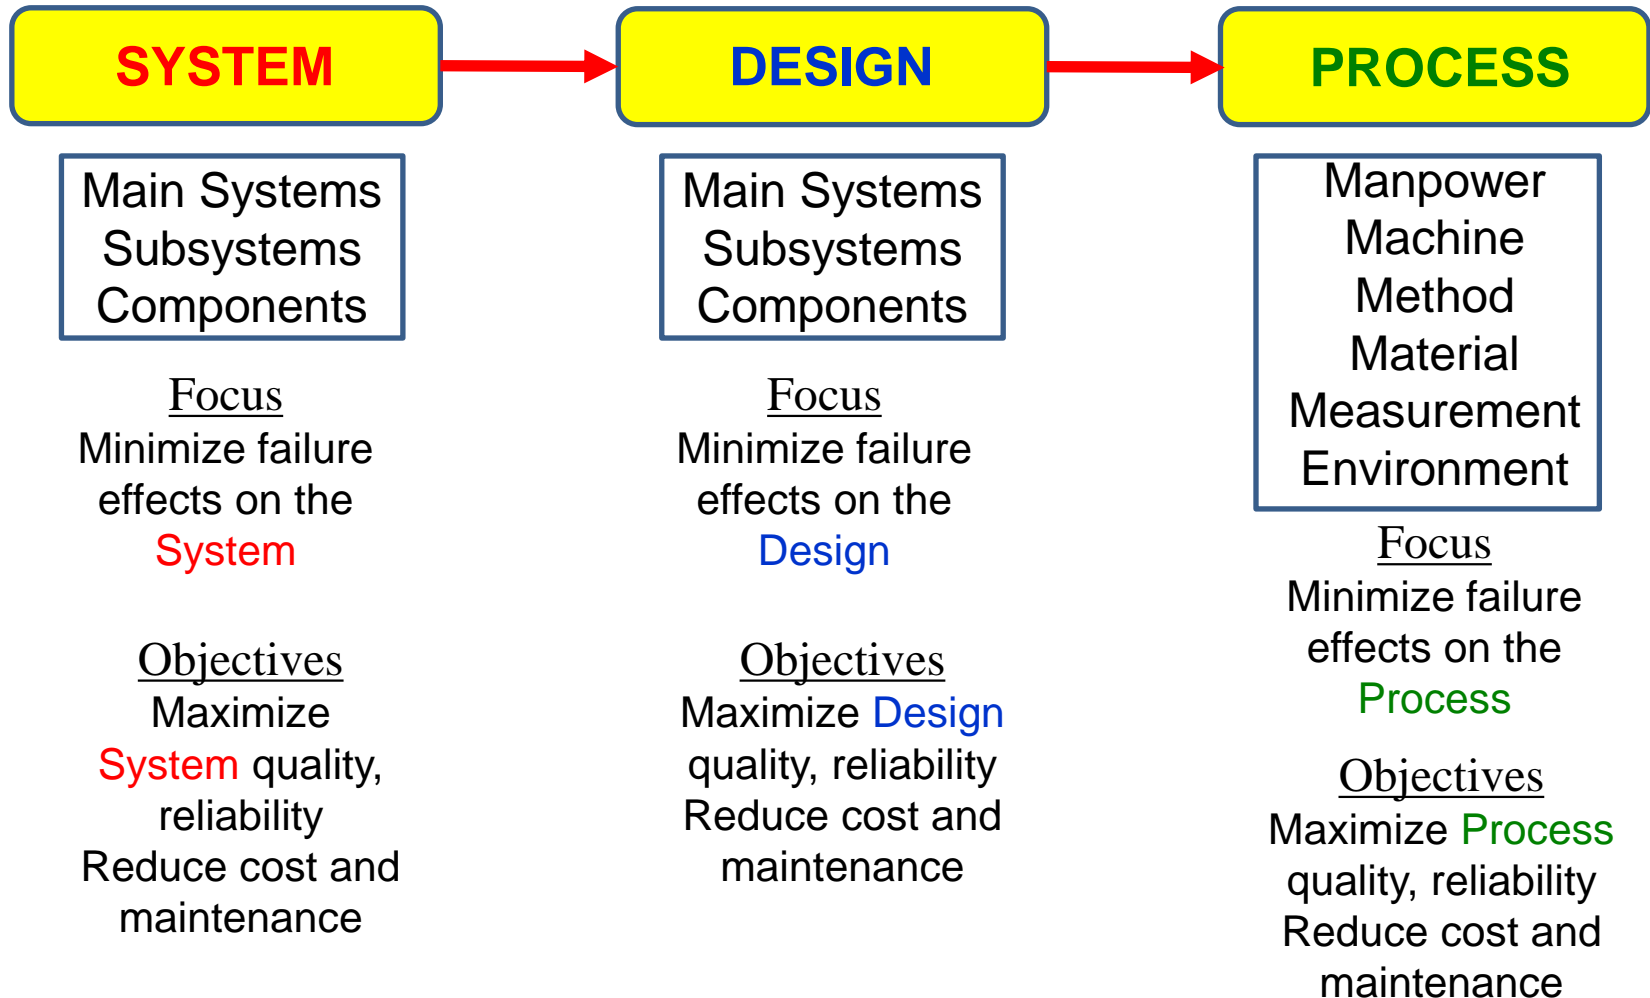 SYSTEM
DESIGN
PROCESS
Main Systems
Subsystems
Components
Focus
Minimize failure
effects on the
System
Objectives
Maximize
System quality,
reliability
Reduce cost and
maintenance
Main Systems
Subsystems
Components
Focus
Minimize failure
effects on the
Design
Objectives
Maximize Design
quality, reliability
Reduce cost and
maintenance
Manpower
Machine
Method
Material
Measurement
Environment
Focus
Minimize failure
effects on the
Process
Objectives
Maximize Process
quality, reliability
Reduce cost and
maintenance